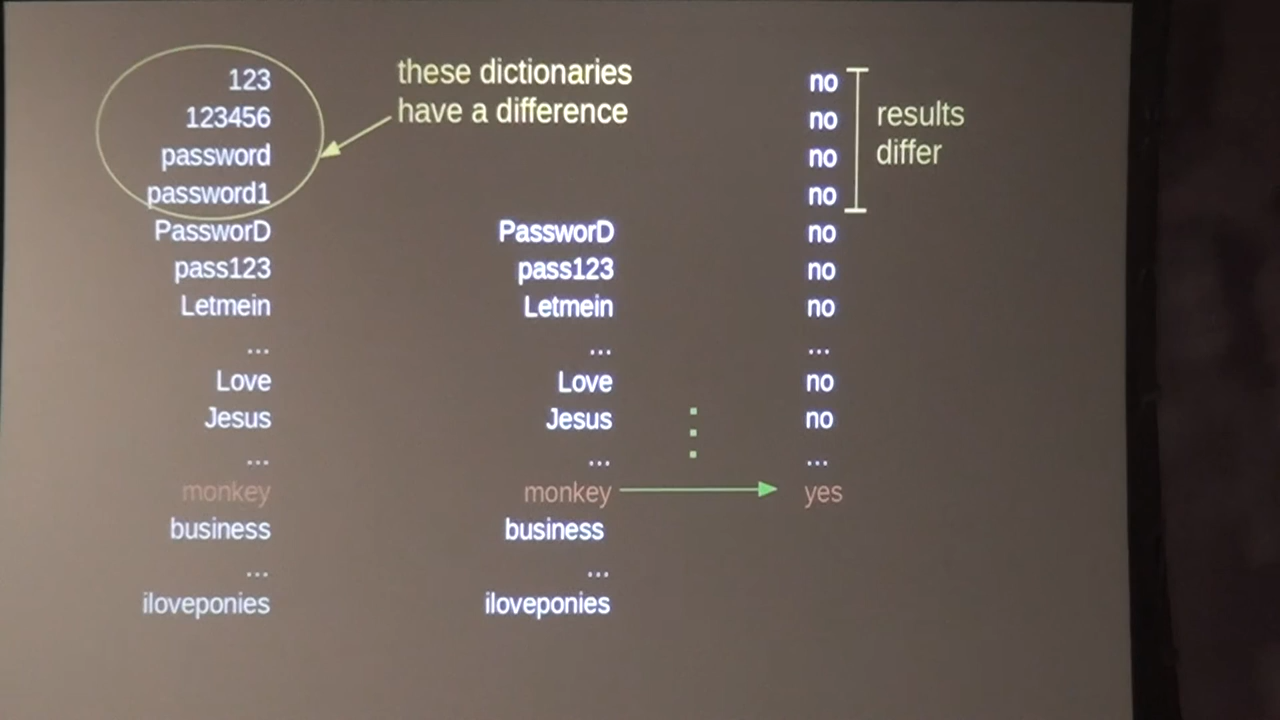 123
123456
password
password1
PassworD
pass123
Letmein
...
Love
Jesus
...
monkey
business
...
iloveponies
these dictionaries
have a difference
PassworD
pass123
Letmein
...
Love
Jesus
...
monkey
business
...
iloveponies
no
no
no
no
no
no
no
...
no
no
...
yes
results
differ